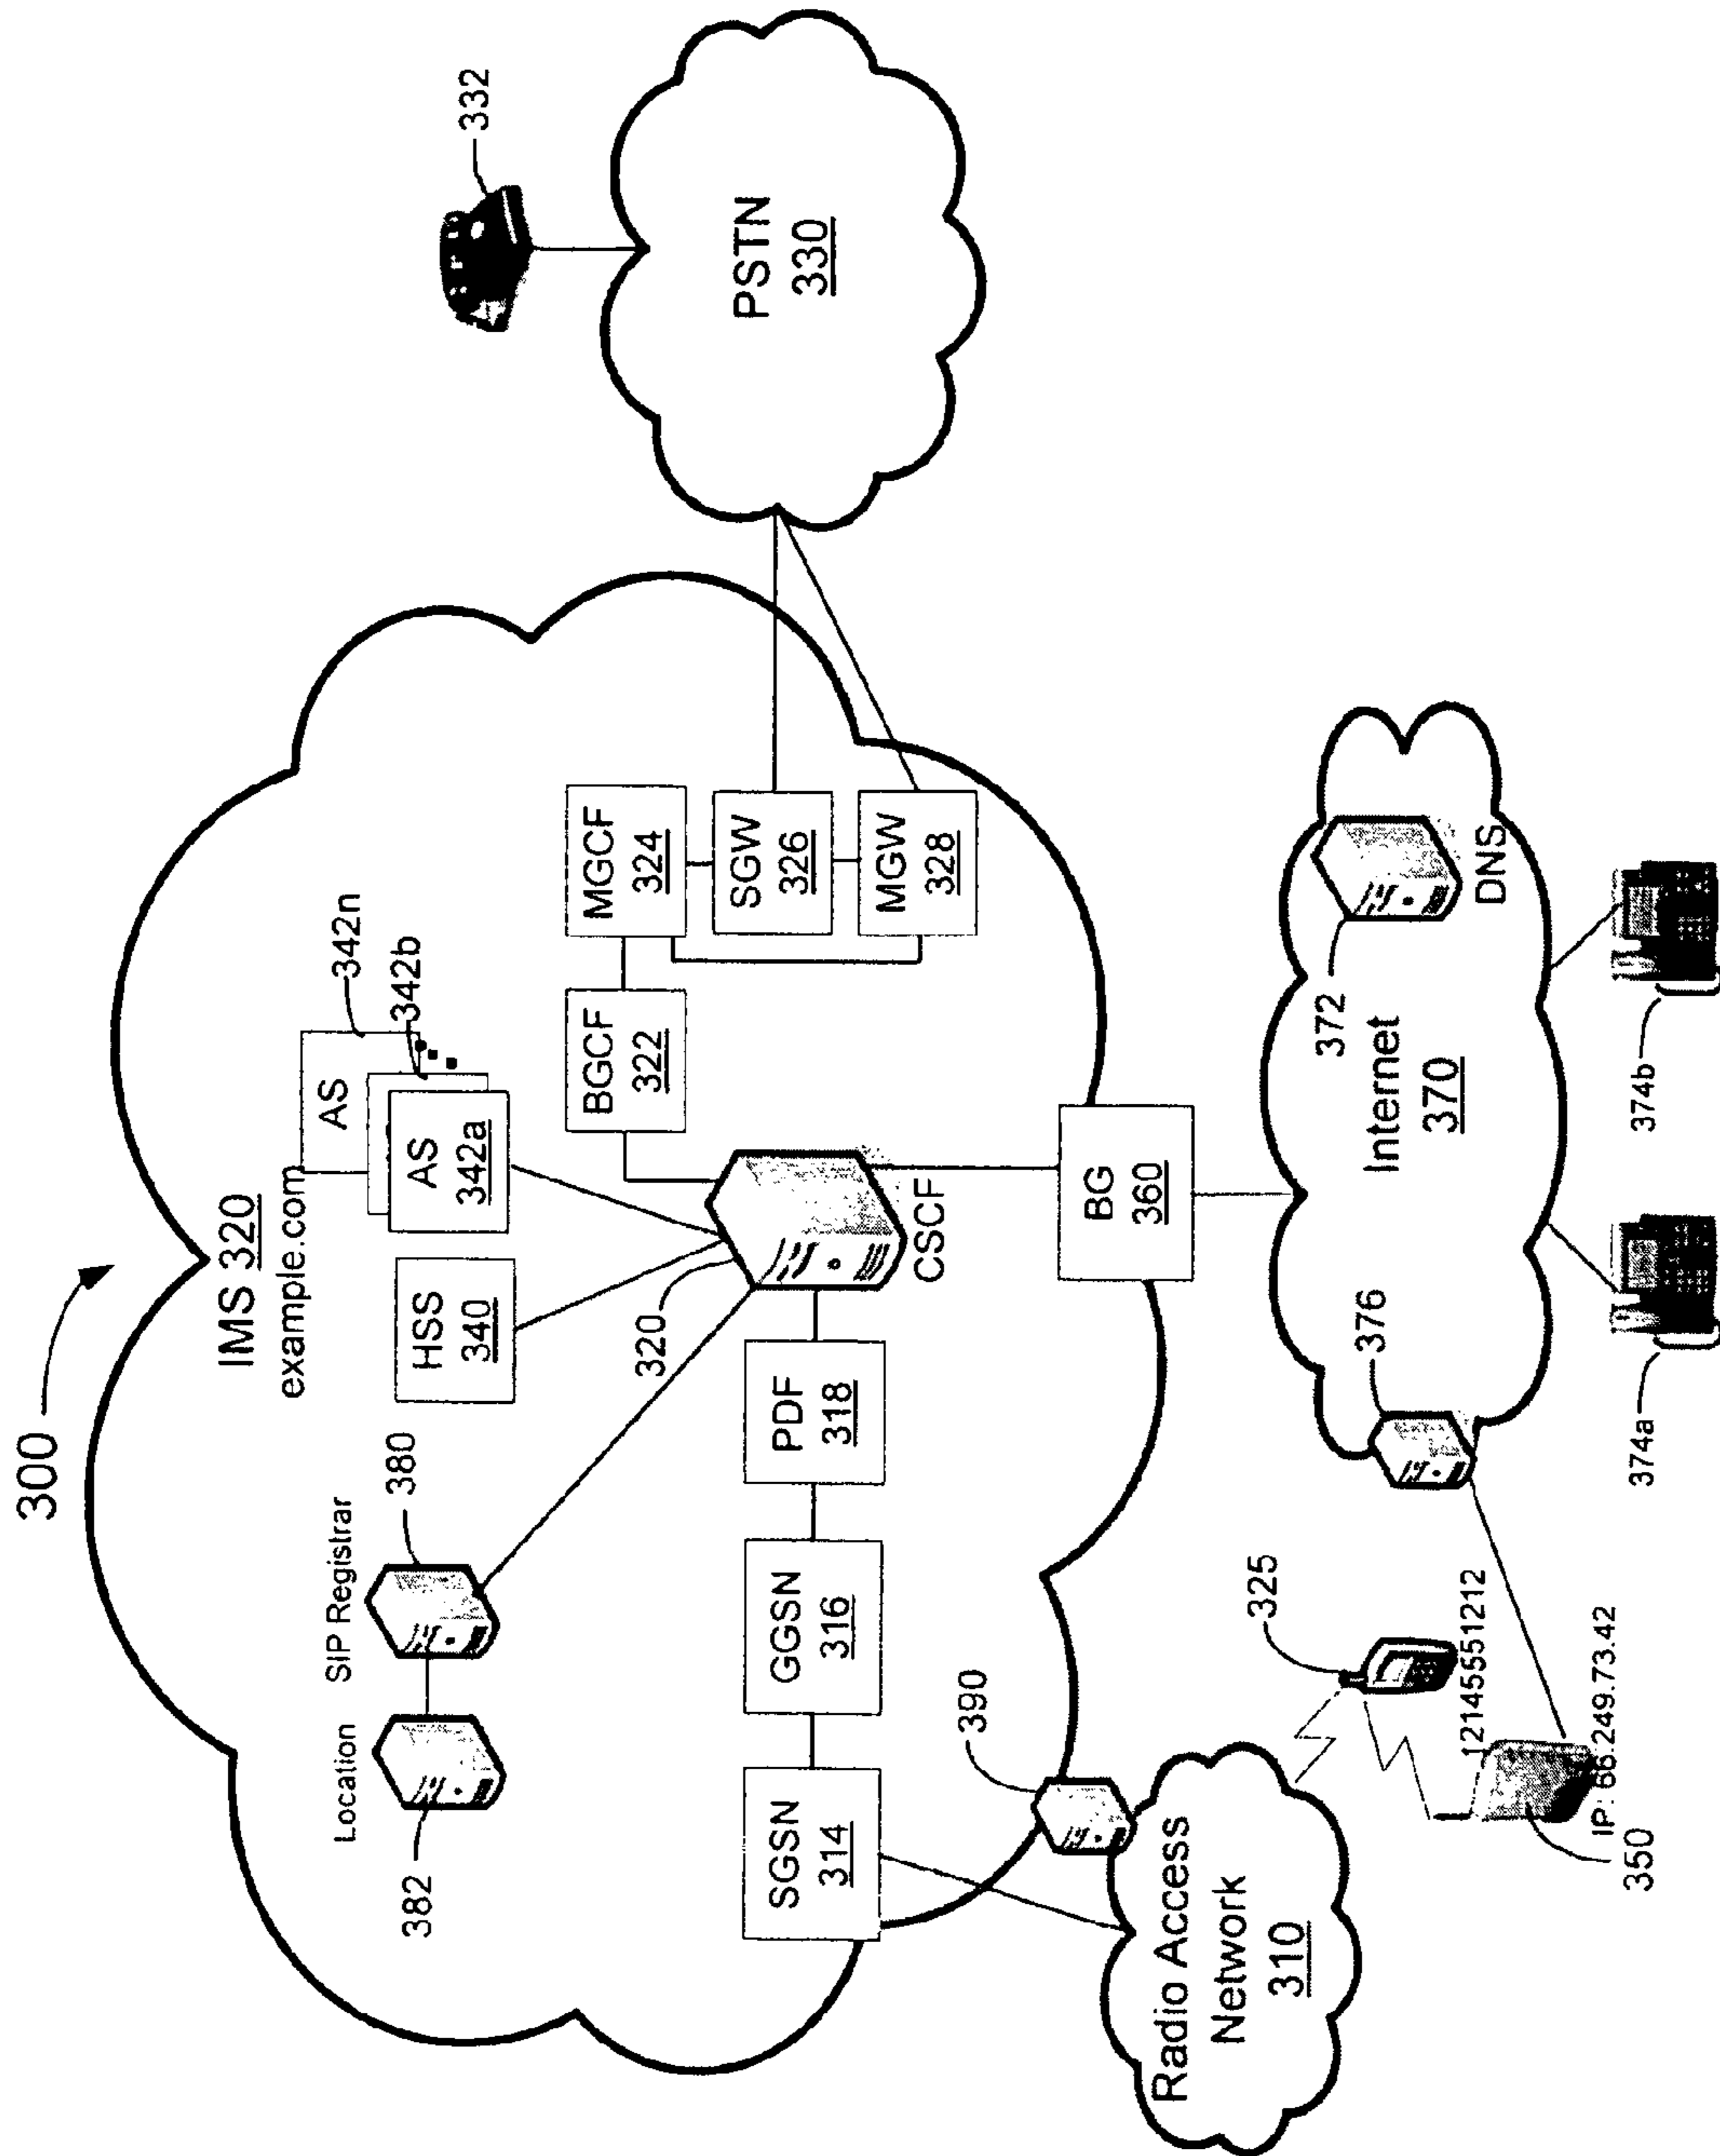 300
IMS 320
example.com
Location
SIP Registrar
382
380
HSS
340
AS
342n
342b
AS
342a
320
CSCF
SGSN
314
GGSN
316
PDF
318
BGCF
322
MGCF
324
SGW
326
MGW
328
PSTN
330
332
BG
360
390
Radio Access
Network
310
325
12145551212
IP: 66.249.73.42
350
376
Internet
370
372
DNS
374a
374b